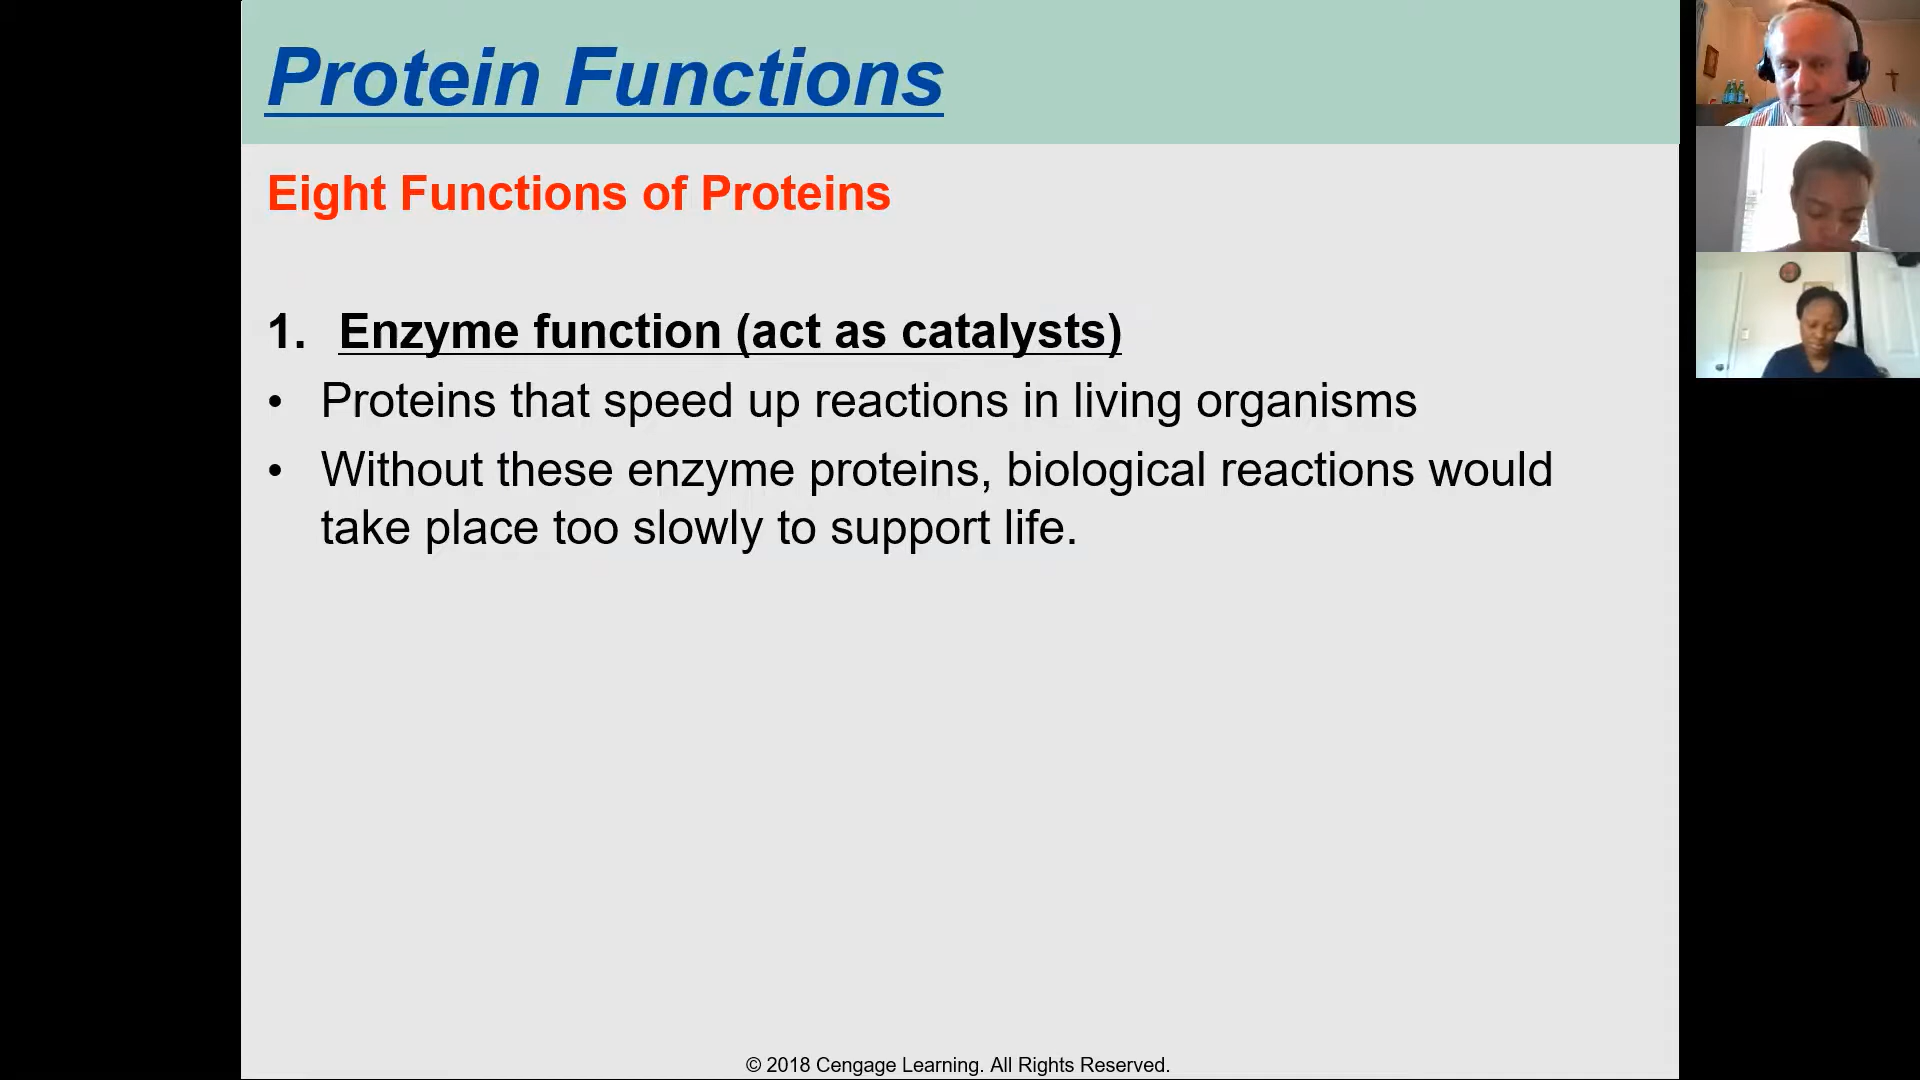 Protein Functions
Eight Functions of Proteins
1. Enzyme function (act as catalysts)
• Proteins that speed up reactions in living organisms
• Without these enzyme proteins, biological reactions would
take place too slowly to support life.
© 2018 Cengage Learning. All Rights Reserved.